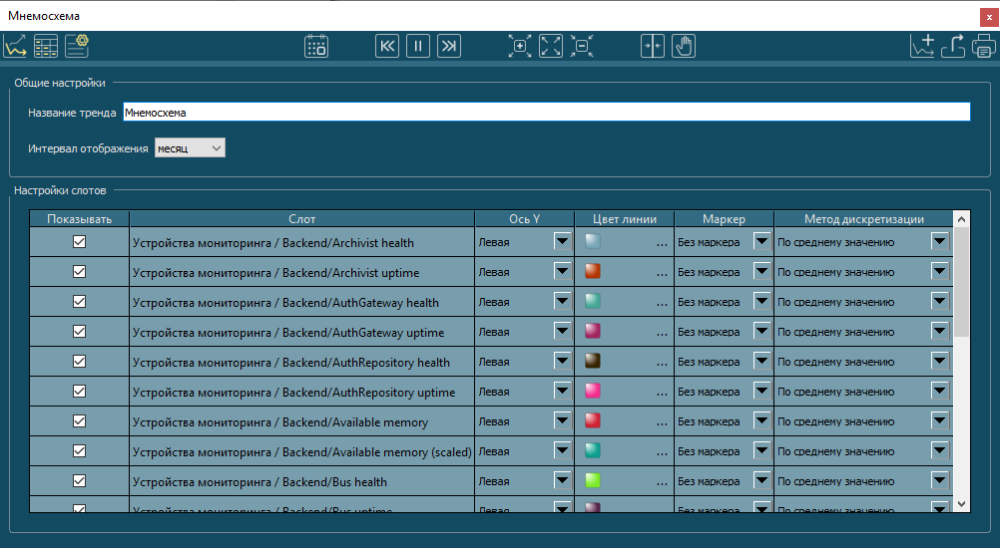 Мнемосхема
x
Общие настройки
Название тренда Мнемосхема
Интервал отображения месяц
Настройки слотов
Показывать Слот Ось Y Цвет линии Маркер Метод дискретизации
Устройства мониторинга / Backend/Archivist health Левая ... Без маркера По среднему значению
Устройства мониторинга / Backend/Archivist uptime Левая ... Без маркера По среднему значению
Устройства мониторинга / Backend/AuthGateway health Левая ... Без маркера По среднему значению
Устройства мониторинга / Backend/AuthGateway uptime Левая ... Без маркера По среднему значению
Устройства мониторинга / Backend/AuthRepository health Левая ... Без маркера По среднему значению
Устройства мониторинга / Backend/AuthRepository uptime Левая ... Без маркера По среднему значению
Устройства мониторинга / Backend/Available memory Левая ... Без маркера По среднему значению
Устройства мониторинга / Backend/Available memory (scaled) Левая ... Без маркера По среднему значению
Устройства мониторинга / Backend/Bus health Левая ... Без маркера По среднему значению
Устройства мониторинга / Backend/Bus uptime Левая ... Без маркера По среднему значению